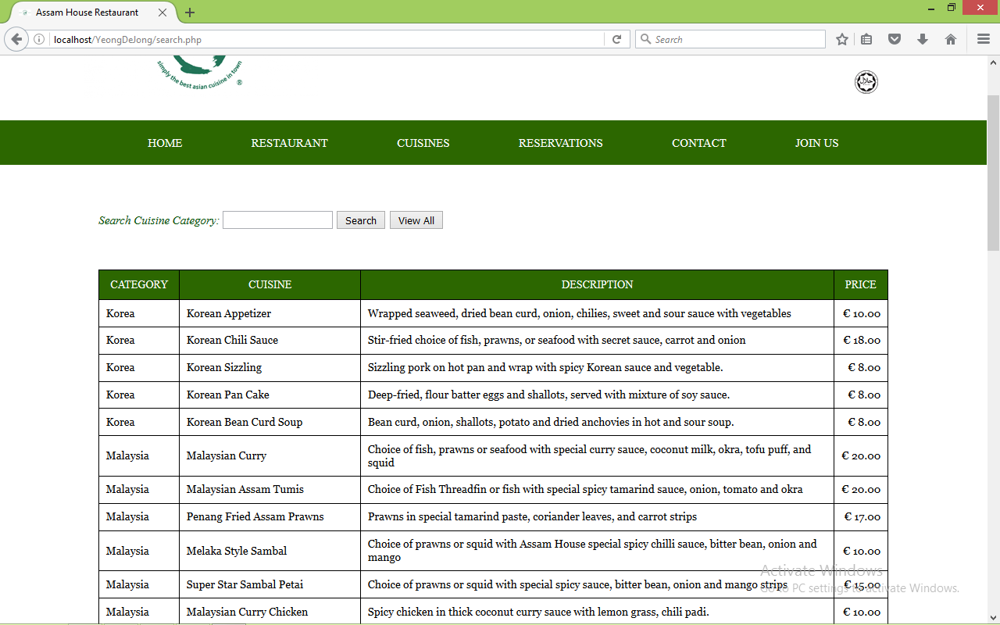 Assam House Restaurant
localhost/YeongDeJong/search.php
Search
simply the best asian cuisine in town ®
حلال
HOME RESTAURANT CUISINES RESERVATIONS CONTACT JOIN US
Search Cuisine Category: Search View All
CATEGORY CUISINE DESCRIPTION PRICE
Korea Korean Appetizer Wrapped seaweed, dried bean curd, onion, chilies, sweet and sour sauce with vegetables € 10.00
Korea Korean Chili Sauce Stir-fried choice of fish, prawns, or seafood with secret sauce, carrot and onion € 18.00
Korea Korean Sizzling Sizzling pork on hot pan and wrap with spicy Korean sauce and vegetable. € 8.00
Korea Korean Pan Cake Deep-fried, flour batter eggs and shallots, served with mixture of soy sauce. € 8.00
Korea Korean Bean Curd Soup Bean curd, onion, shallots, potato and dried anchovies in hot and sour soup. € 8.00
Malaysia Malaysian Curry Choice of fish, prawns or seafood with special curry sauce, coconut milk, okra, tofu puff, and € 20.00
squid
Malaysia Malaysian Assam Tumis Choice of Fish Threadfin or fish with special spicy tamarind sauce, onion, tomato and okra € 20.00
Malaysia Penang Fried Assam Prawns Prawns in special tamarind paste, coriander leaves, and carrot strips € 17.00
Malaysia Melaka Style Sambal Choice of prawns or squid with Assam House special spicy chilli sauce, bitter bean, onion and € 10.00
mango
Malaysia Super Star Sambal Petai Choice of prawns or squid with special spicy sauce, bitter bean, onion and mango strips € 15.00
Malaysia Malaysian Curry Chicken Spicy chicken in thick coconut curry sauce with lemon grass, chili padi. € 10.00
Activate Windows
Go to PC settings to activate Windows.